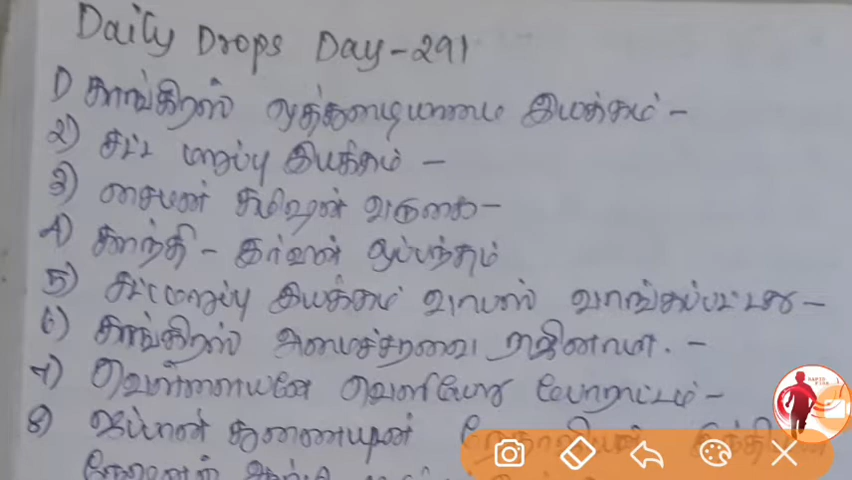 Daily Drops Day-291
1) காங்கிரஸ் ஒத்துழையாமை இயக்கம் -
2) சட்ட மறுப்பு இயக்கம் -
3) சைமன் கமிஷன் வருகை -
4) காந்தி - இர்வின் ஒப்பந்தம்
5) சட்டமறுப்பு இயக்கம் வாபஸ் வாங்கப்பட்டது -
6) காங்கிரஸ் அமைச்சரவை ராஜினாமா. -
7) வெள்ளையனே வெளியேறு போராட்டம் -
8) ஜப்பான் துணையுடன்